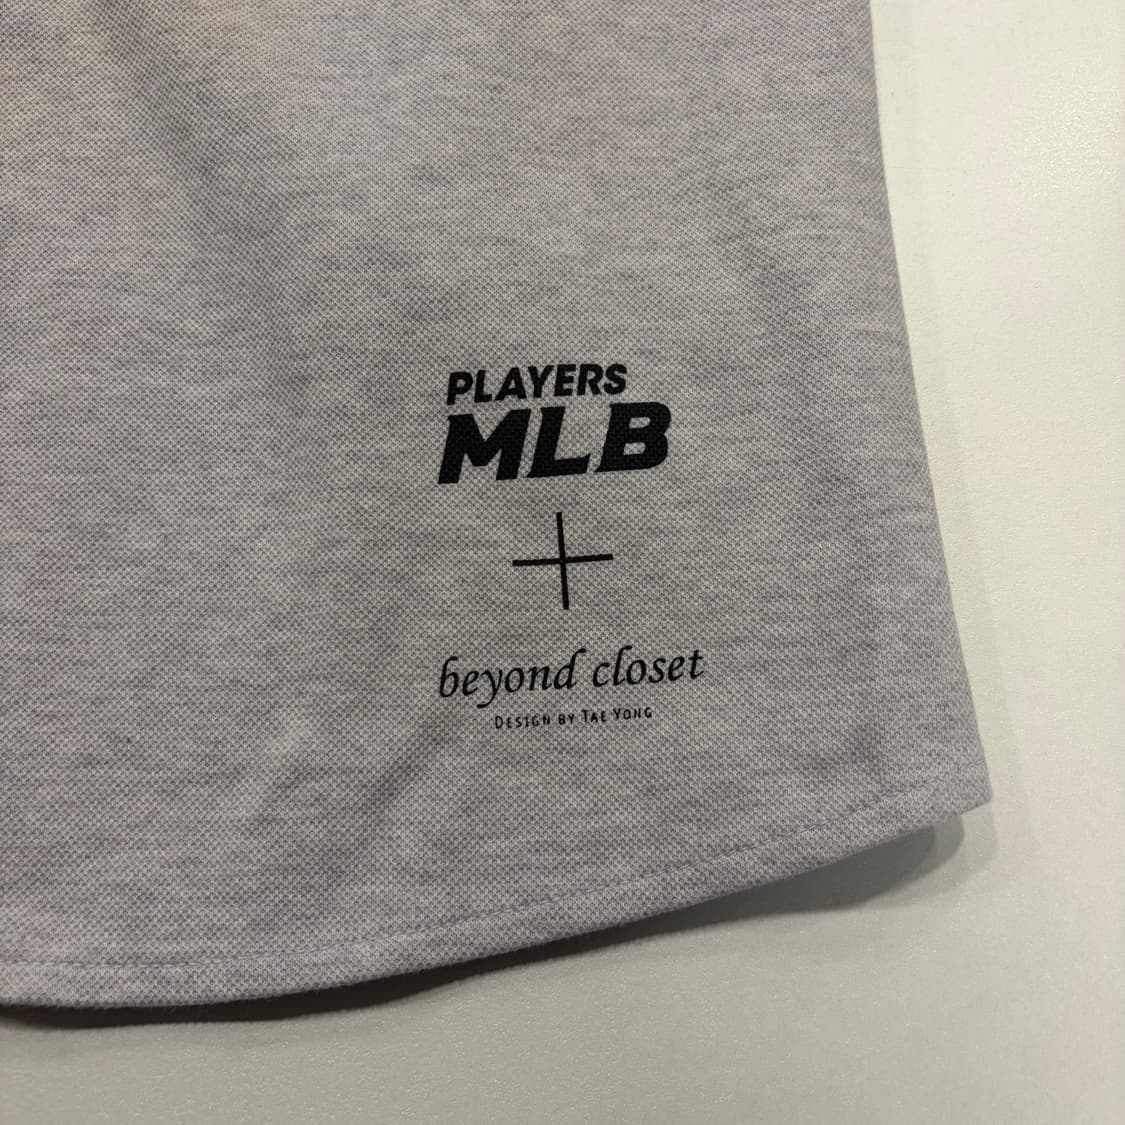 PLAYERS
MLB
+
beyond closet
DESIGN BY TAE YONG